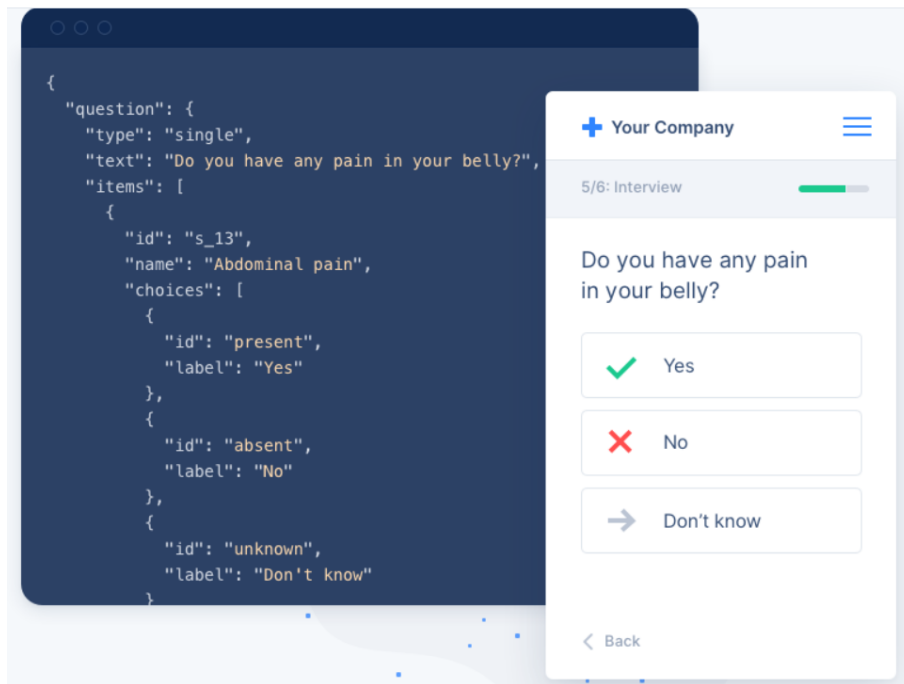 {
"question": {
"type": "single",
"text": "Do you have any pain in your belly?",
"items": [
{
"id": "s_13",
"name": "Abdominal pain",
"choices": [
{
"id": "present",
"label": "Yes"
},
{
"id": "absent",
"label": "No"
},
{
"id": "unknown",
"label": "Don't know"
}
Your Company
5/6: Interview
Do you have any pain
in your belly?
Yes
No
Don’t know
Back